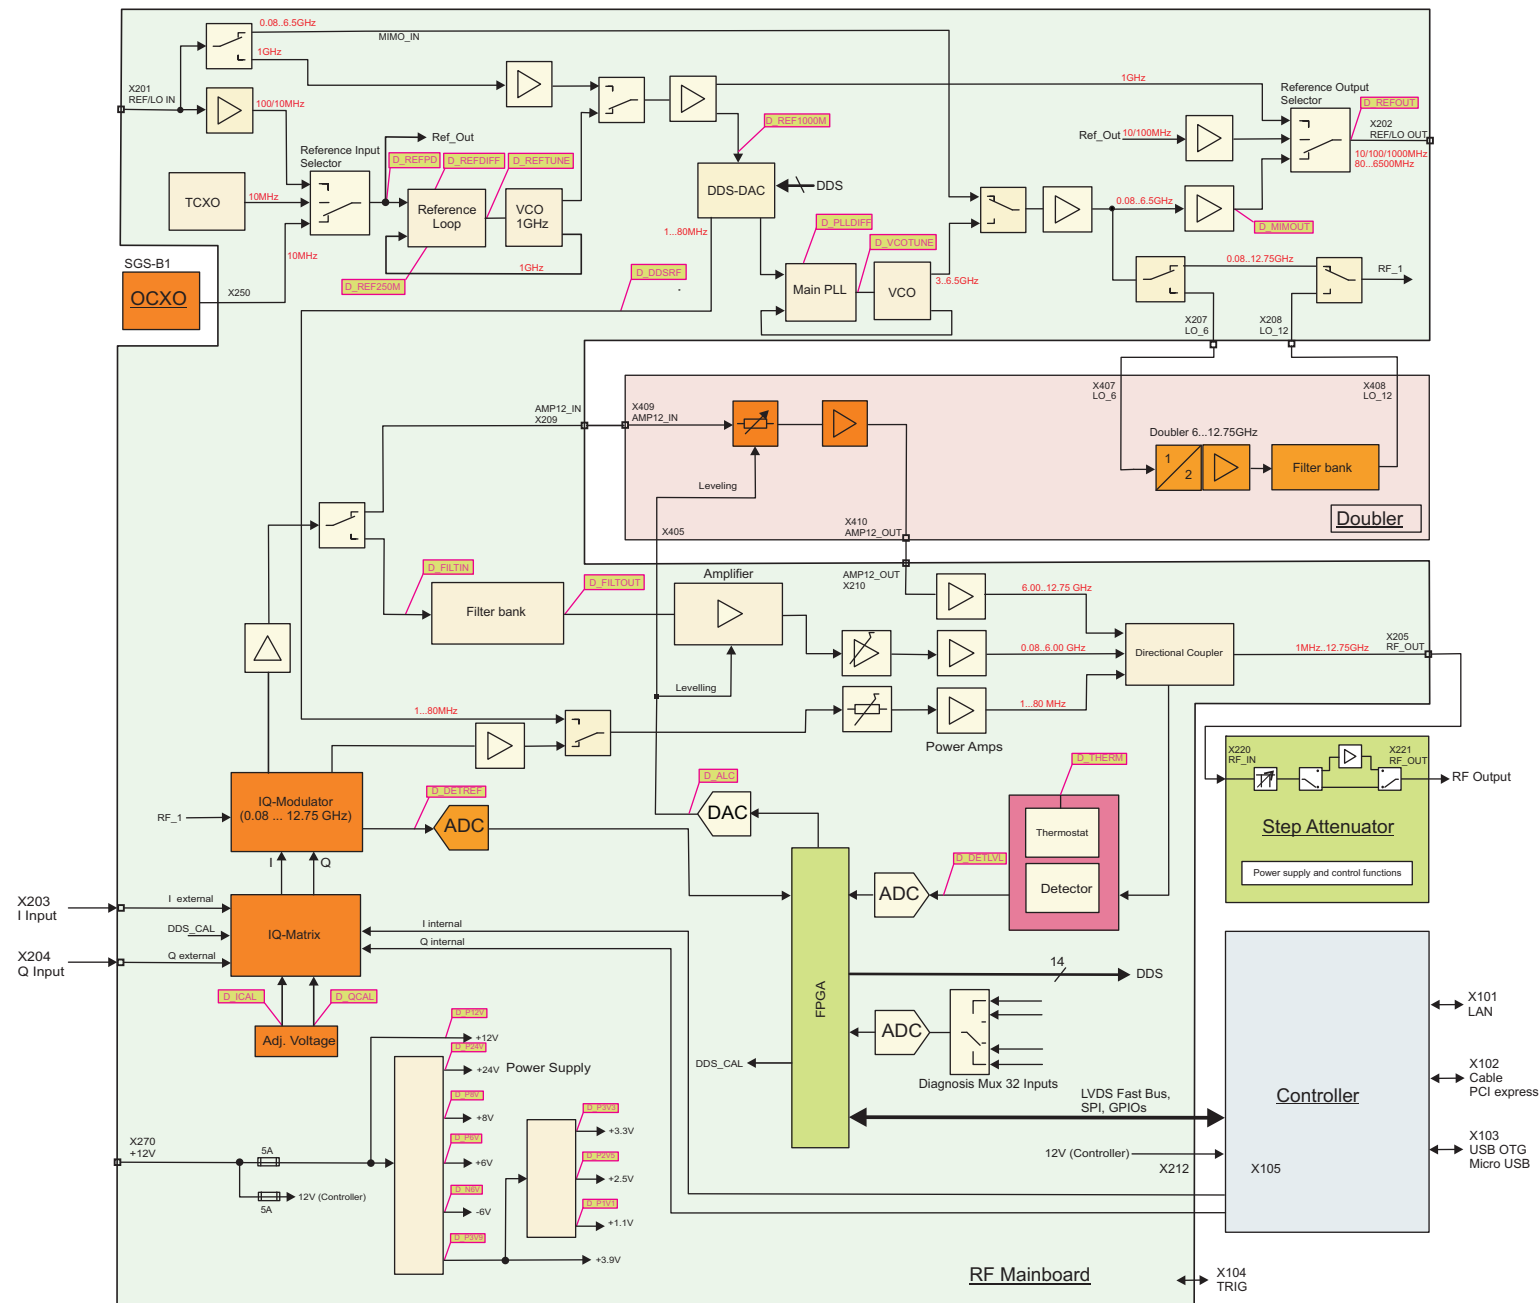 0.08..6.5GHz
MIMO_IN
1GHz
X201
REF/LO IN
100/10MHz
Reference Input
Selector
TCXO
10MHz
10MHz
Ref_Out
D_REFPD
D_REFDIFF
D_REFTUNE
Reference
Loop
VCO
1GHz
1GHz
D_REF250M
SGS-B1
OCXO
X250
D_REF1000M
DDS-DAC
DDS
1...80MHz
D_DDSRF
D_PLLDIFF
D_VCOTUNE
Main PLL
VCO
3..6.5GHz
1GHz
Reference Output
Selector
D_REFOUT
X202
REF/LO OUT
Ref_Out
10/100MHz
10/100/1000MHz
80...6500MHz
0.08..6.5GHz
D_MIMOUT
0.08..12.75GHz
RF_1
X207
LO_6
X208
LO_12
X407
LO_6
X408
LO_12
AMP12_IN
X209
X409
AMP12_IN
Doubler 6...12.75GHz
1
2
Filter bank
Leveling
X405
X410
AMP12_OUT
Doubler
D_FILTIN
D_FILTOUT
Filter bank
Amplifier
AMP12_OUT
X210
6.00..12.75 GHz
0.08..6.00 GHz
1...80 MHz
Directional Coupler
1MHz..12.75GHz
X205
RF_OUT
Levelling
1...80MHz
Power Amps
X220
RF_IN
X221
RF_OUT
RF Output
Step Attenuator
Power supply and control functions
IQ-Modulator
(0.08 ... 12.75 GHz)
RF_1
D_DETREF
ADC
D_ALC
DAC
D_THERM
Thermostat
Detector
D_DETLVL
ADC
I
Q
X203
I Input
I external
DDS_CAL
IQ-Matrix
I internal
Q internal
X204
Q Input
Q external
D_ICAL
D_QCAL
Adj. Voltage
FPGA
14
DDS
ADC
DDS_CAL
Diagnosis Mux 32 Inputs
LVDS Fast Bus,
SPI, GPIOs
12V (Controller)
X212
X105
Controller
X101
LAN
X102
Cable
PCI express
X103
USB OTG
Micro USB
D_P12V
+12V
D_P24V
+24V
Power Supply
D_P8V
+8V
D_P6V
+6V
D_N6V
-6V
D_P3V9
+3.9V
D_P3V3
+3.3V
D_P2V5
+2.5V
D_P1V1
+1.1V
X270
+12V
5A
5A
12V (Controller)
RF Mainboard
X104
TRIG